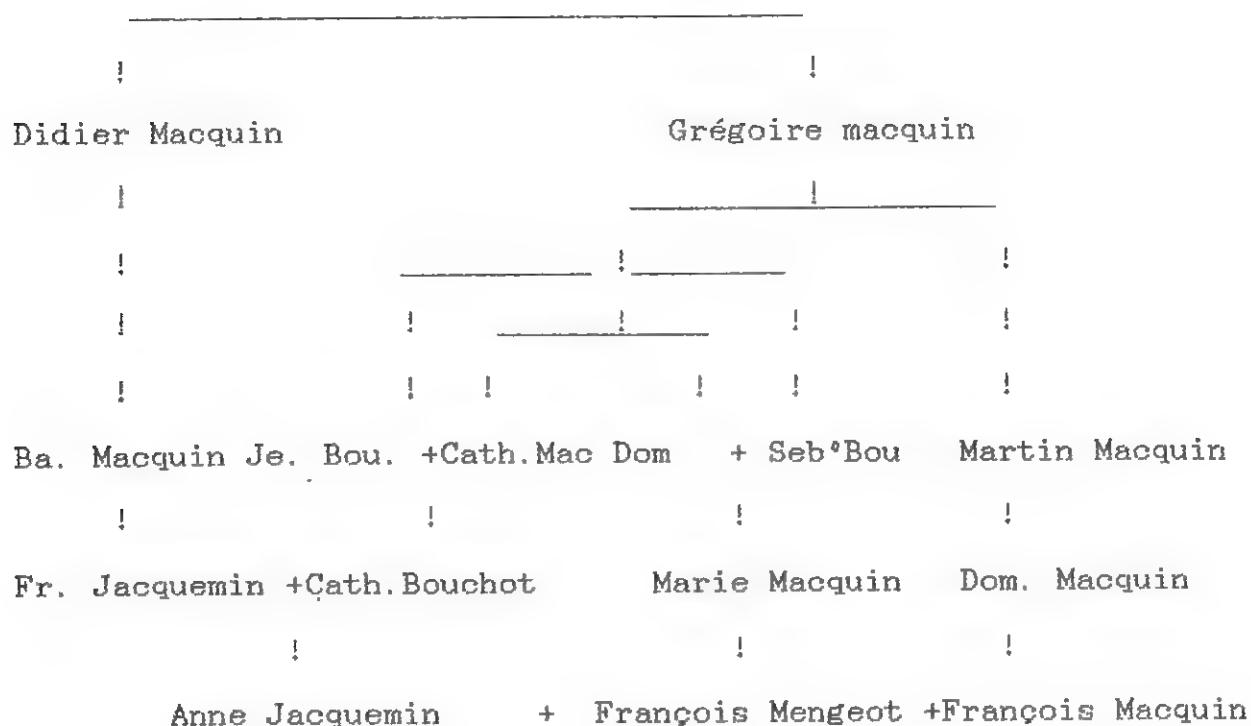 Didier Macquin Grégoire macquin
Ba. Macquin Je. Bou. +Cath.Mac Dom + Seb°Bou Martin Macquin
Fr. Jacquemin +Cath.Bouchot Marie Macquin Dom. Macquin
Anne Jacquemin + François Mengeot +François Macquin